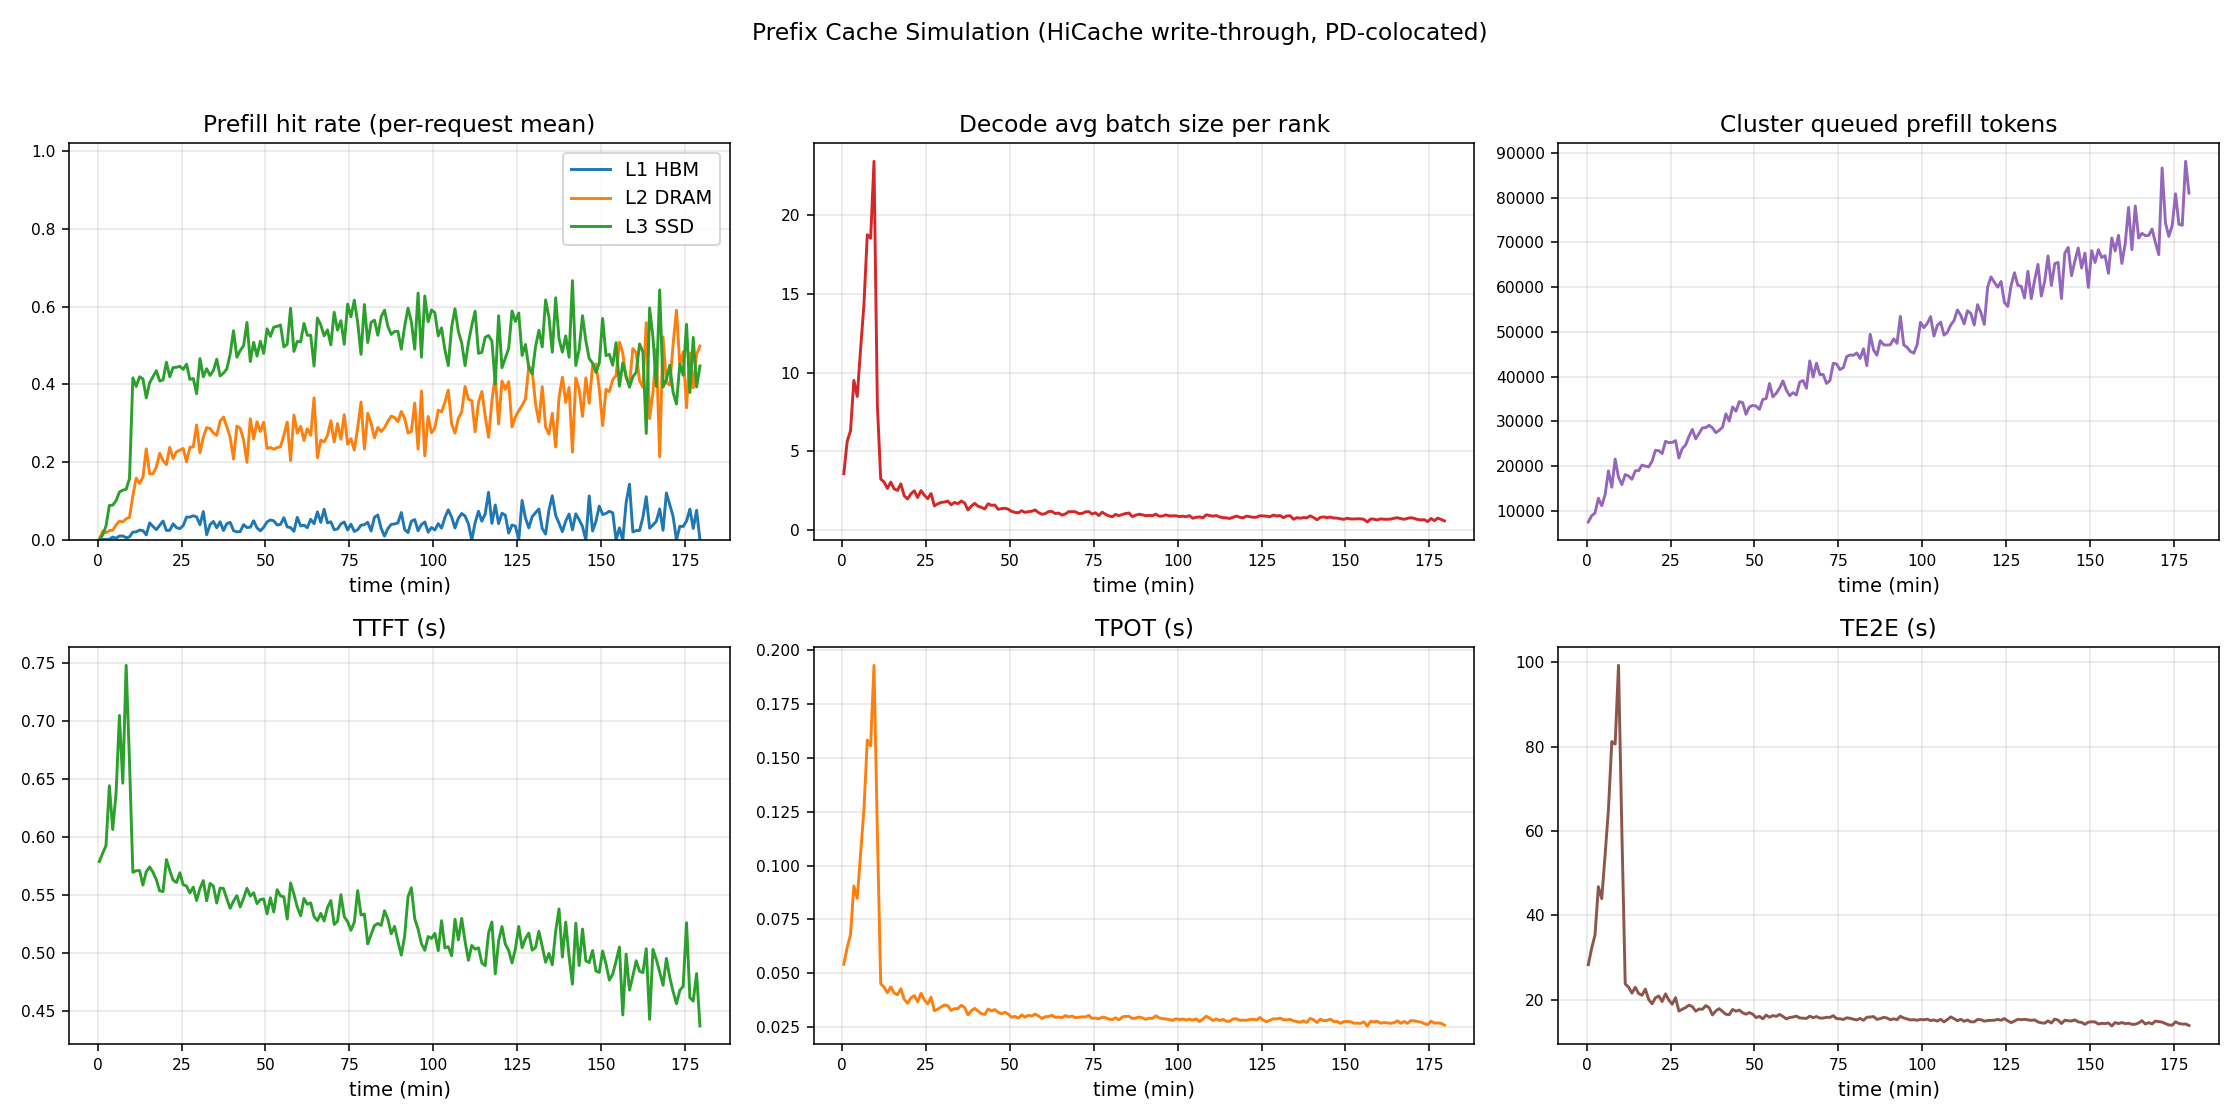 Prefix Cache Simulation (HiCache write-through, PD-colocated)
Prefill hit rate (per-request mean)
1.0
0.8
0.6
0.4
0.2
0.0
L1 HBM
L2 DRAM
L3 SSD
0 25 50 75 100 125 150 175
time (min)
Decode avg batch size per rank
20
15
10
5
0
0 25 50 75 100 125 150 175
time (min)
Cluster queued prefill tokens
90000
80000
70000
60000
50000
40000
30000
20000
10000
0 25 50 75 100 125 150 175
time (min)
TTFT (s)
0.75
0.70
0.65
0.60
0.55
0.50
0.45
0 25 50 75 100 125 150 175
time (min)
TPOT (s)
0.200
0.175
0.150
0.125
0.100
0.075
0.050
0.025
0 25 50 75 100 125 150 175
time (min)
TE2E (s)
100
80
60
40
20
0 25 50 75 100 125 150 175
time (min)